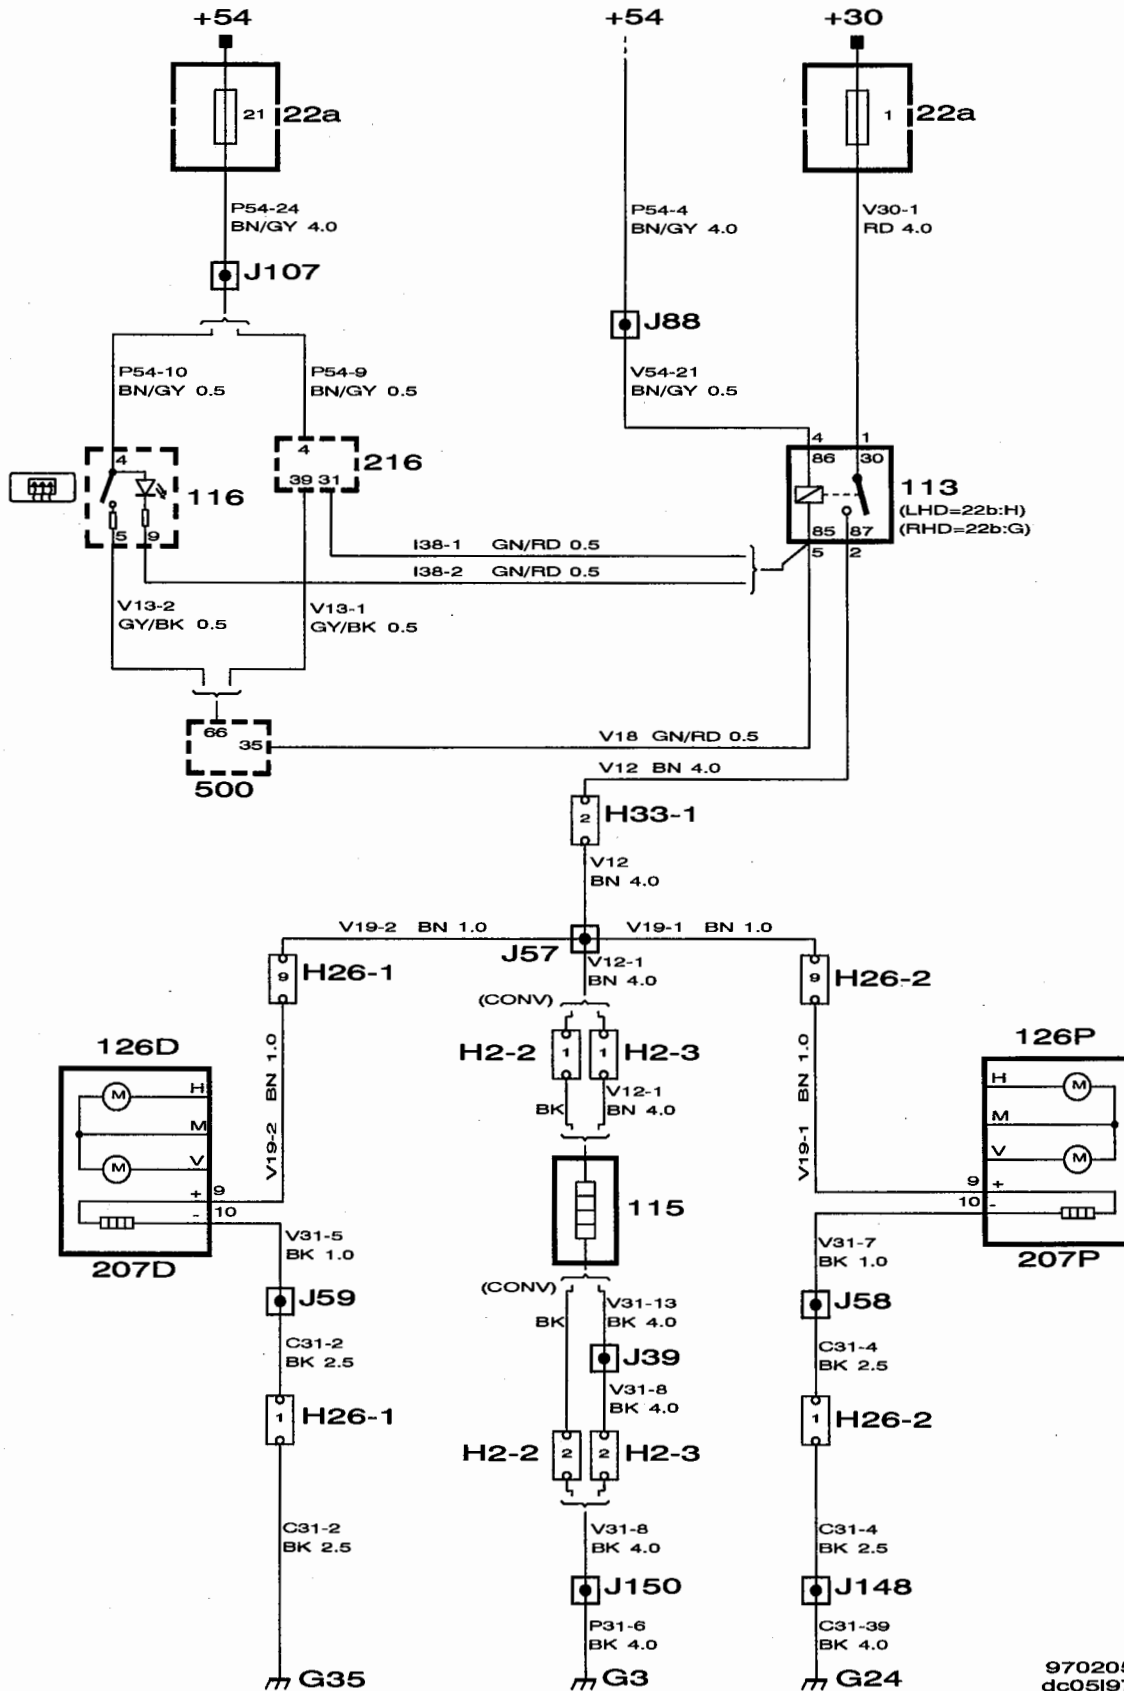 +54
+54
+30
21
22a
1
22a
P54-24
BN/GY 4.0
P54-4
BN/GY 4.0
V30-1
RD 4.0
J107
J88
P54-10
BN/GY 0.5
P54-9
BN/GY 0.5
V54-21
BN/GY 0.5
4
116
5
9
4
216
39
31
4
1
86
30
113
(LHD=22b:H)
(RHD=22b:G)
85
87
5
2
I38-1 GN/RD 0.5
I38-2 GN/RD 0.5
V13-2
GY/BK 0.5
V13-1
GY/BK 0.5
66
35
500
V18 GN/RD 0.5
V12 BN 4.0
2
H33-1
V12
BN 4.0
V19-2 BN 1.0
V19-1 BN 1.0
J57
V12-1
BN 4.0
9
H26-1
9
H26-2
(CONV)
H2-2
1
1
H2-3
BK
V12-1
BN 4.0
V19-2 BN 1.0
V19-1 BN 1.0
126D
M
H
M
M
V
+
9
-
10
207D
126P
H
M
M
V
M
9
+
10
-
207P
115
V31-5
BK 1.0
V31-7
BK 1.0
J59
J58
(CONV)
BK
V31-13
BK 4.0
J39
V31-8
BK 4.0
C31-2
BK 2.5
C31-4
BK 2.5
1
H26-1
1
H26-2
H2-2
2
2
H2-3
C31-2
BK 2.5
V31-8
BK 4.0
C31-4
BK 2.5
J150
J148
P31-6
BK 4.0
C31-39
BK 4.0
G35
G3
G24
970205
dc05I97